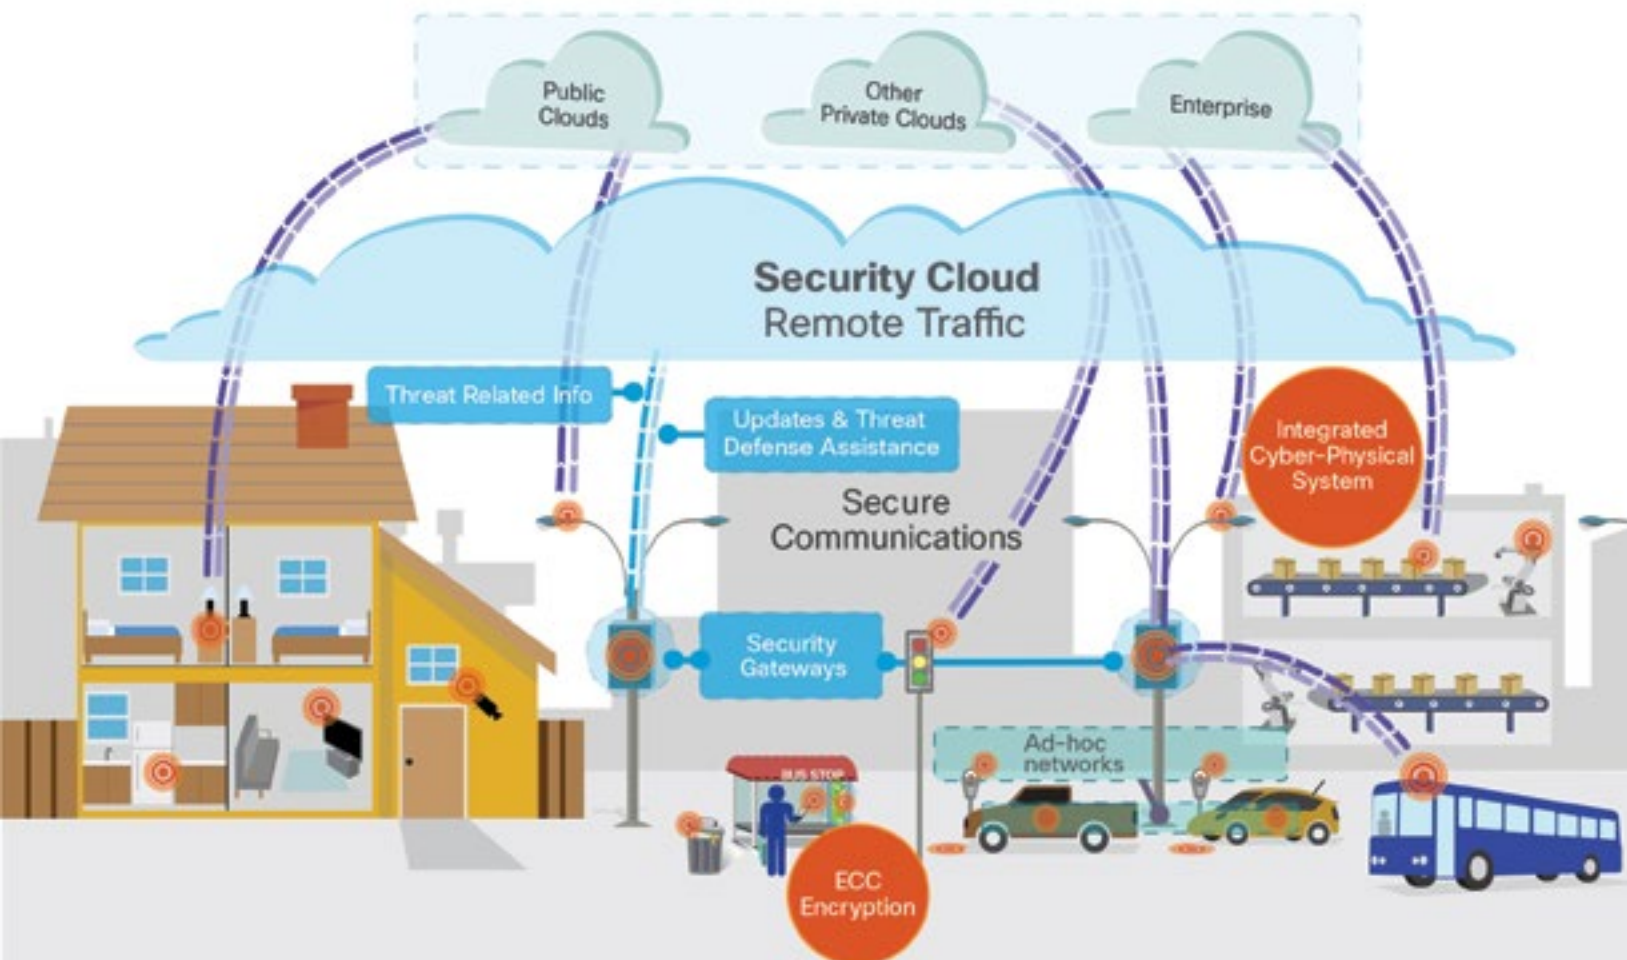 Public
Clouds
Other
Private Clouds
Enterprise
Security Cloud
Remote Traffic
Threat Related Info
Updates & Threat
Defense Assistance
Integrated
Cyber-Physical
System
Secure
Communications
Security
Gateways
Ad-hoc
networks
BUS STOP
ECC
Encryption